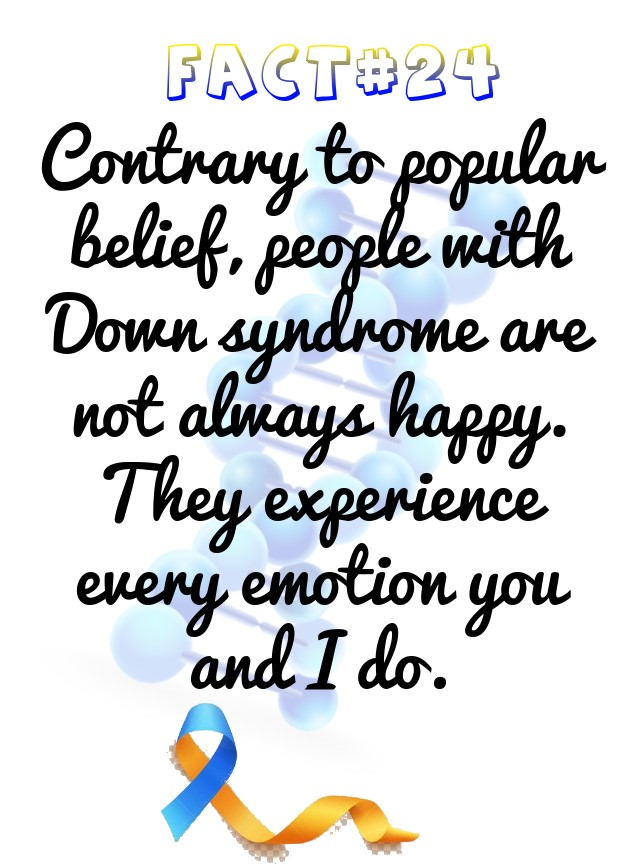 FACT#24
Contrary to popular
belief, people with
Down syndrome are
not always happy.
They experience
every emotion you
and I do.